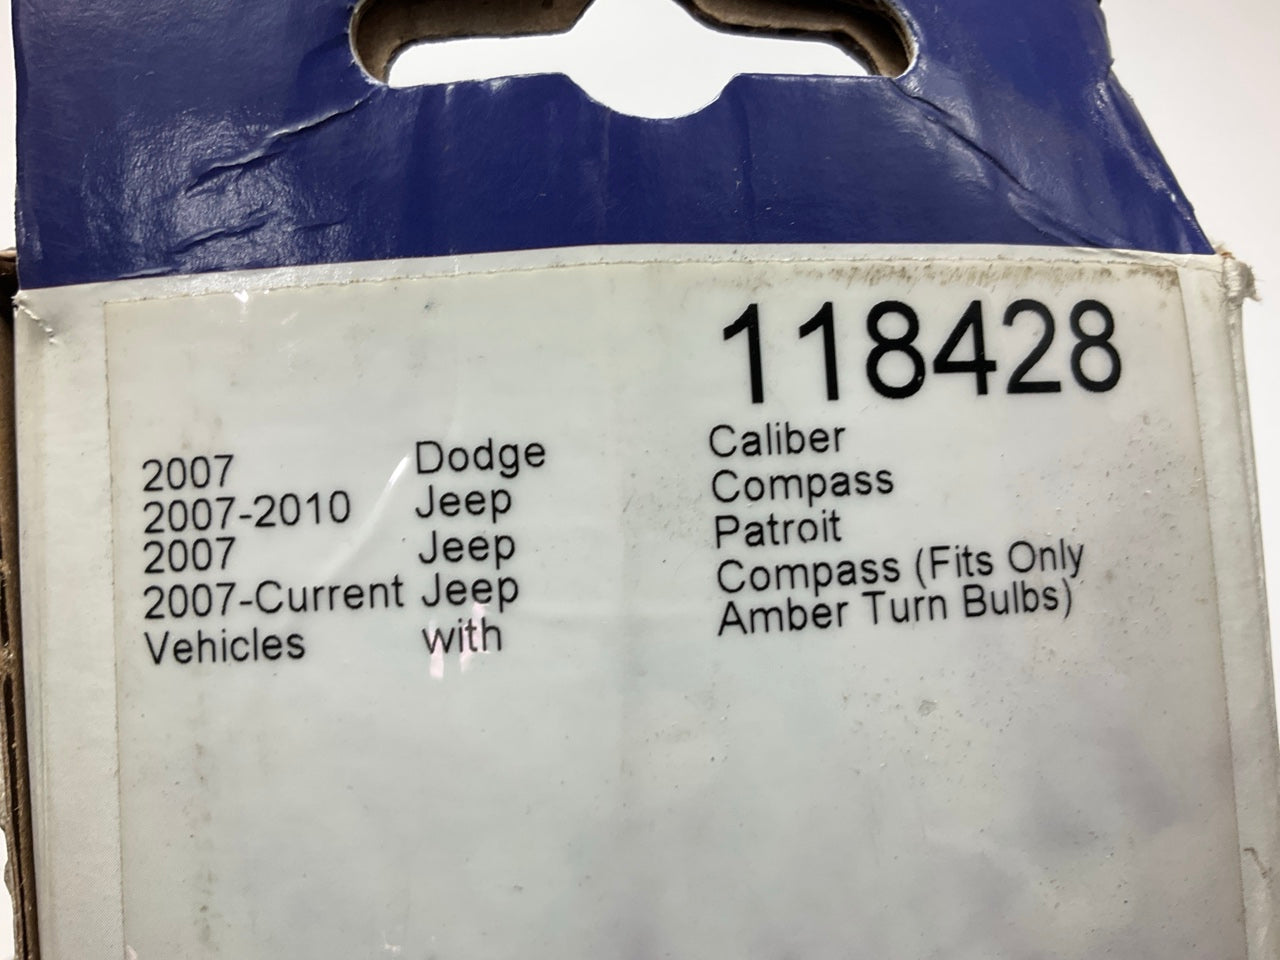 118428
2007 Dodge Caliber
2007-2010 Jeep Compass
2007 Jeep Patroit
2007-Current Jeep Compass (Fits Only
Vehicles with Amber Turn Bulbs)